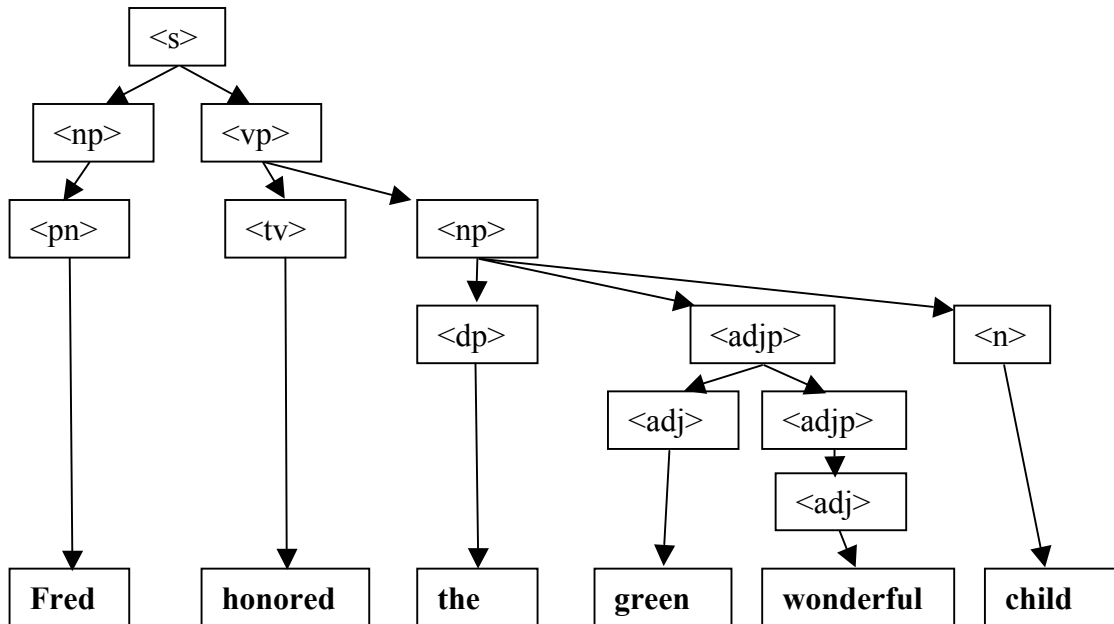 <s>
<np> <vp>
<pn> <tv> <np>
<dp> <adjp> <n>
<adj> <adjp>
<adj>
Fred honored the green wonderful child